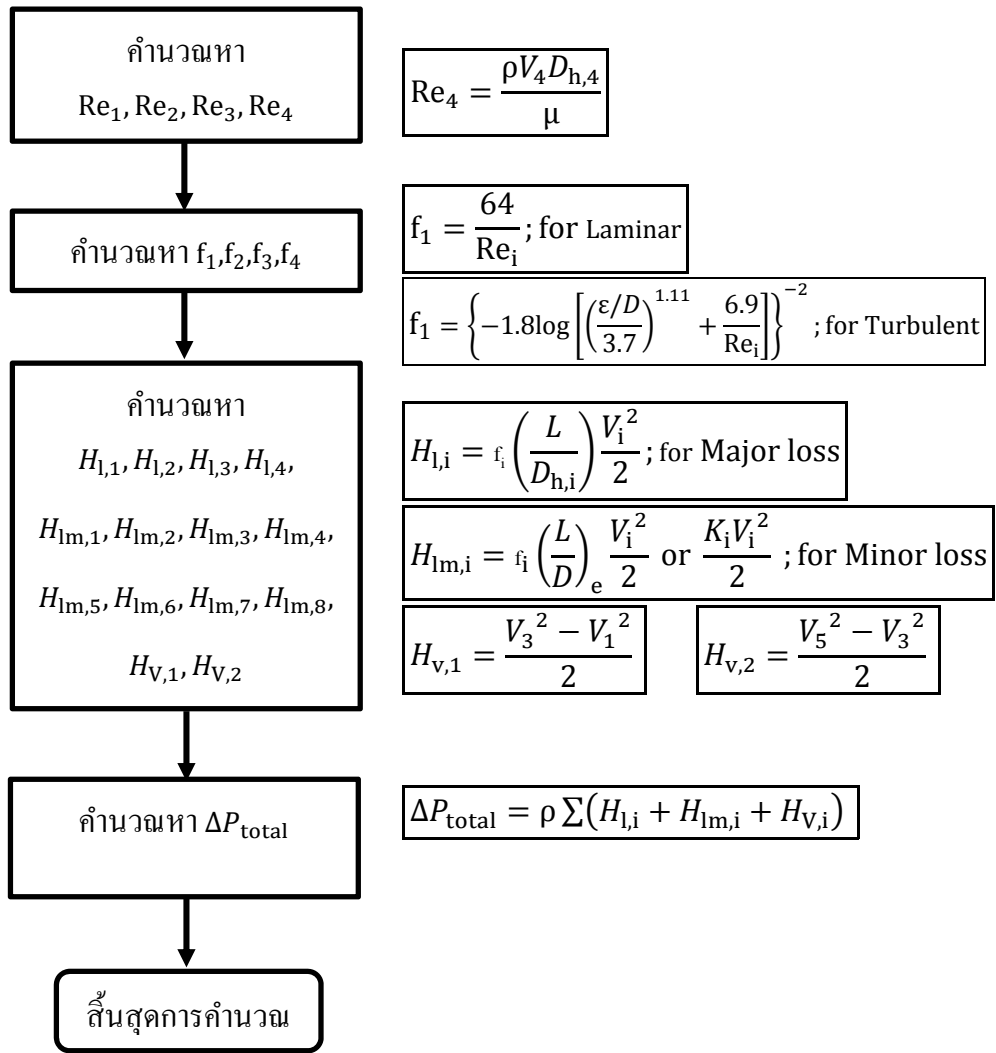 คำนวณหา
Re₁, Re₂, Re₃, Re₄
Re₄ = ρV₄D_h,4 / μ
คำนวณหา f₁,f₂,f₃,f₄
f₁ = 64 / Re_i ; for Laminar
f₁ = {−1.8log [((ε/D) / 3.7)^1.11 + 6.9 / Re_i]}^−2 ; for Turbulent
คำนวณหา
H_l,1, H_l,2, H_l,3, H_l,4,
H_lm,1, H_lm,2, H_lm,3, H_lm,4,
H_lm,5, H_lm,6, H_lm,7, H_lm,8,
H_V,1, H_V,2
H_l,i = f_i (L / D_h,i) V_i² / 2 ; for Major loss
H_lm,i = f_i (L / D)_e V_i² / 2 or K_iV_i² / 2 ; for Minor loss
H_v,1 = (V₃² − V₁²) / 2
H_v,2 = (V₅² − V₃²) / 2
คำนวณหา ΔP_total
ΔP_total = ρ ∑(H_l,i + H_lm,i + H_V,i)
สิ้นสุดการคำนวณ